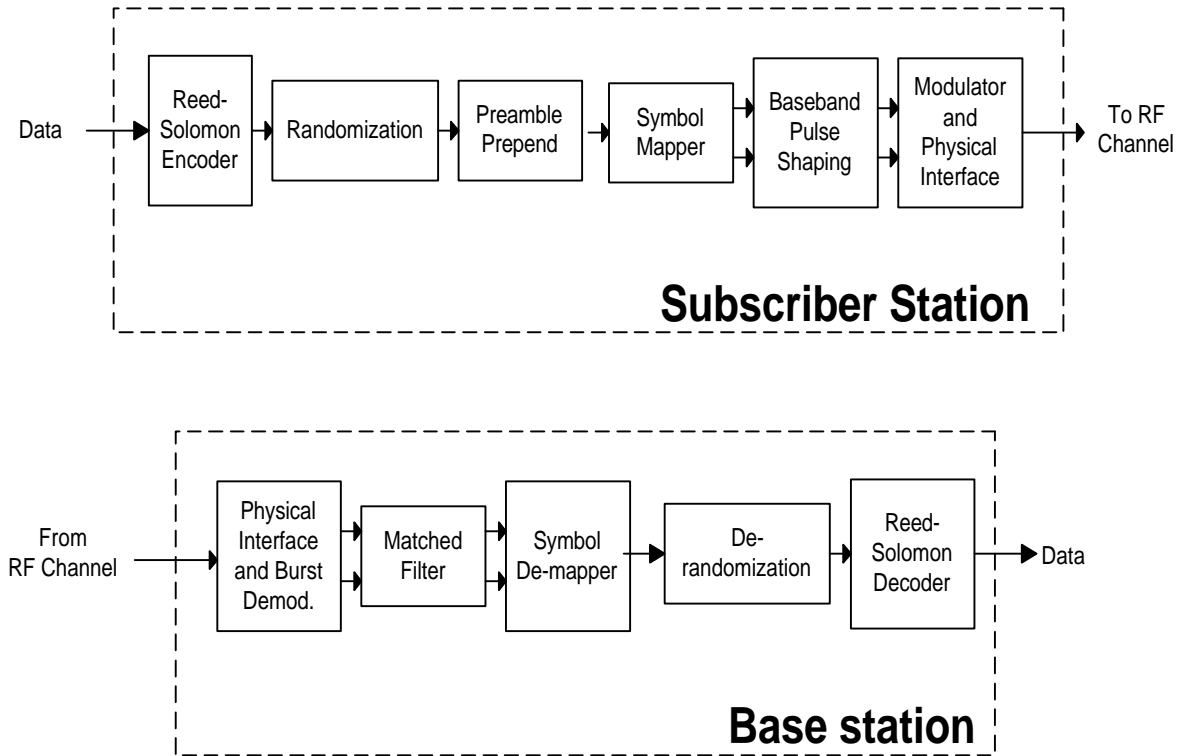 Data
Reed-
Solomon
Encoder
Randomization
Preamble
Prepend
Symbol
Mapper
Baseband
Pulse
Shaping
Modulator
and
Physical
Interface
To RF
Channel
Subscriber Station
From
RF Channel
Physical
Interface
and Burst
Demod.
Matched
Filter
Symbol
De-mapper
De-
randomization
Reed-
Solomon
Decoder
Data
Base station